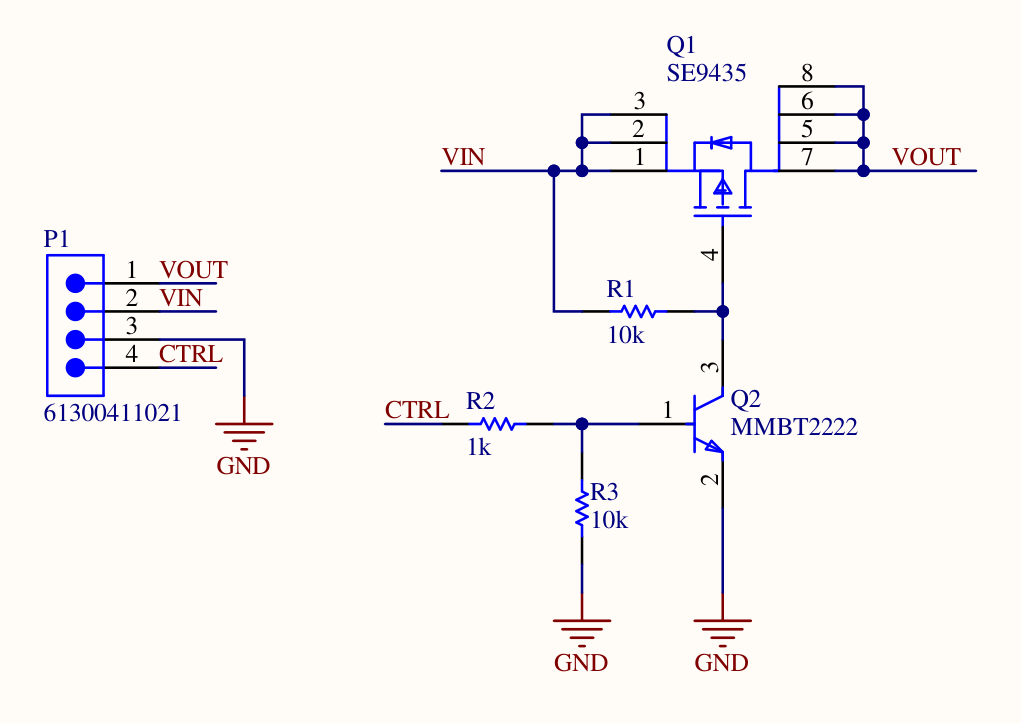 Q1
SE9435
3
2
1
8
6
5
7
VIN
VOUT
4
P1
1 VOUT
2 VIN
3
4 CTRL
61300411021
GND
R1
10k
3
CTRL
R2
1k
1
Q2
MMBT2222
2
R3
10k
GND
GND